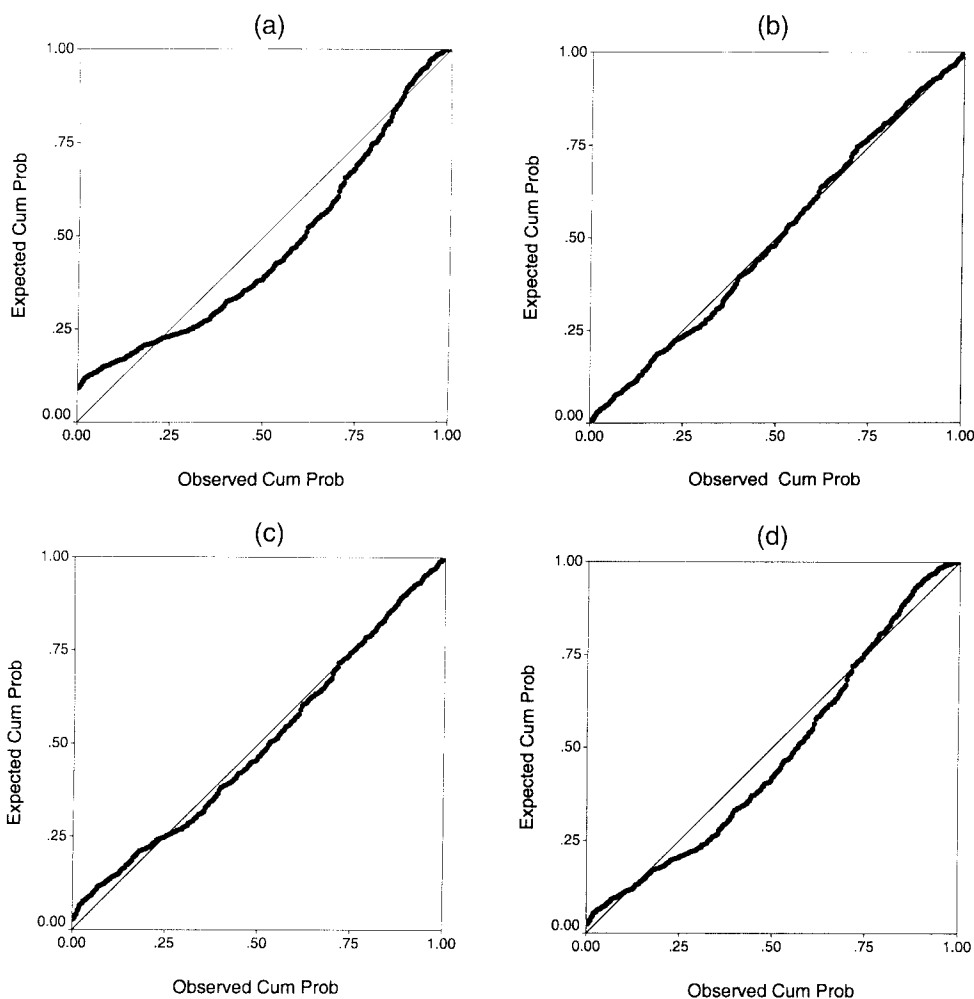 (a)
1.00
.75
.50
.25
0.00
0.00 .25 .50 .75 1.00
Expected Cum Prob
Observed Cum Prob
(b)
1.00
.75
.50
.25
0.00
0.00 .25 .50 .75 1.00
Expected Cum Prob
Observed Cum Prob
(c)
1.00
.75
.50
.25
0.00
0.00 .25 .50 .75 1.00
Expected Cum Prob
Observed Cum Prob
(d)
1.00
.75
.50
.25
0.00
0.00 .25 .50 .75 1.00
Expected Cum Prob
Observed Cum Prob